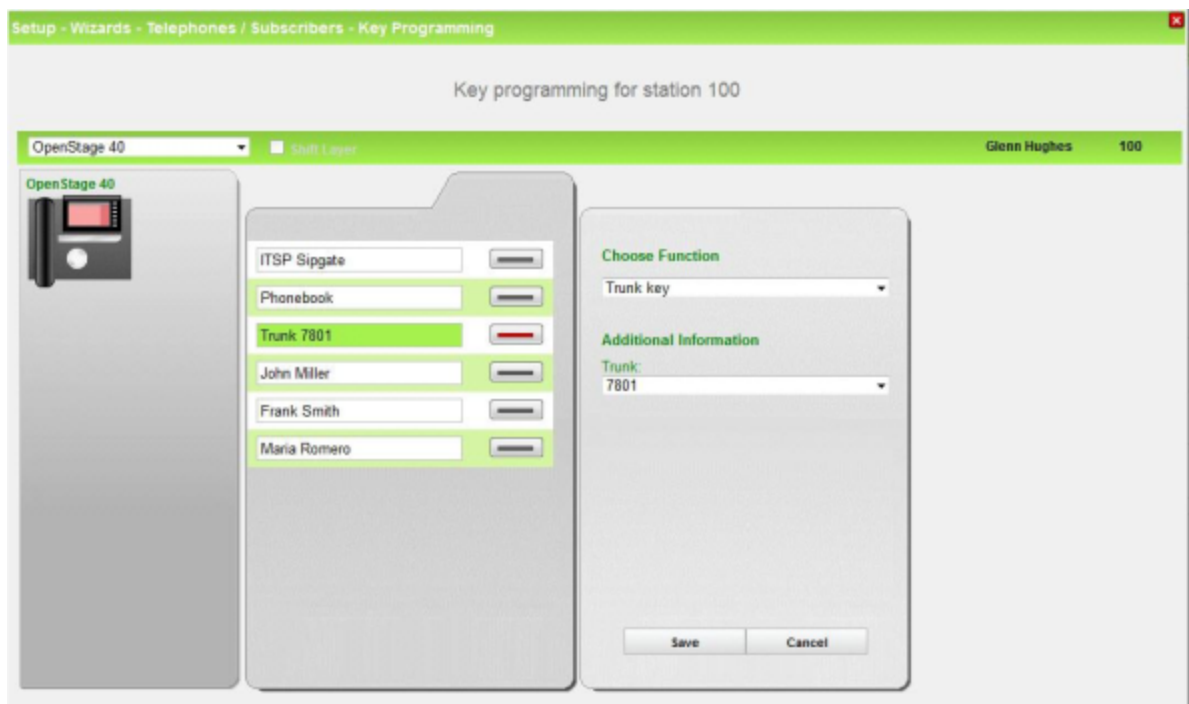 Setup - Wizards - Telephones / Subscribers - Key Programming
Key programming for station 100
OpenStage 40
Shift Layer
Glenn Hughes 100
OpenStage 40
ITSP Sipgate
Phonebook
Trunk 7801
John Miller
Frank Smith
Maria Romero
Choose Function
Trunk key
Additional Information
Trunk:
7801
Save Cancel